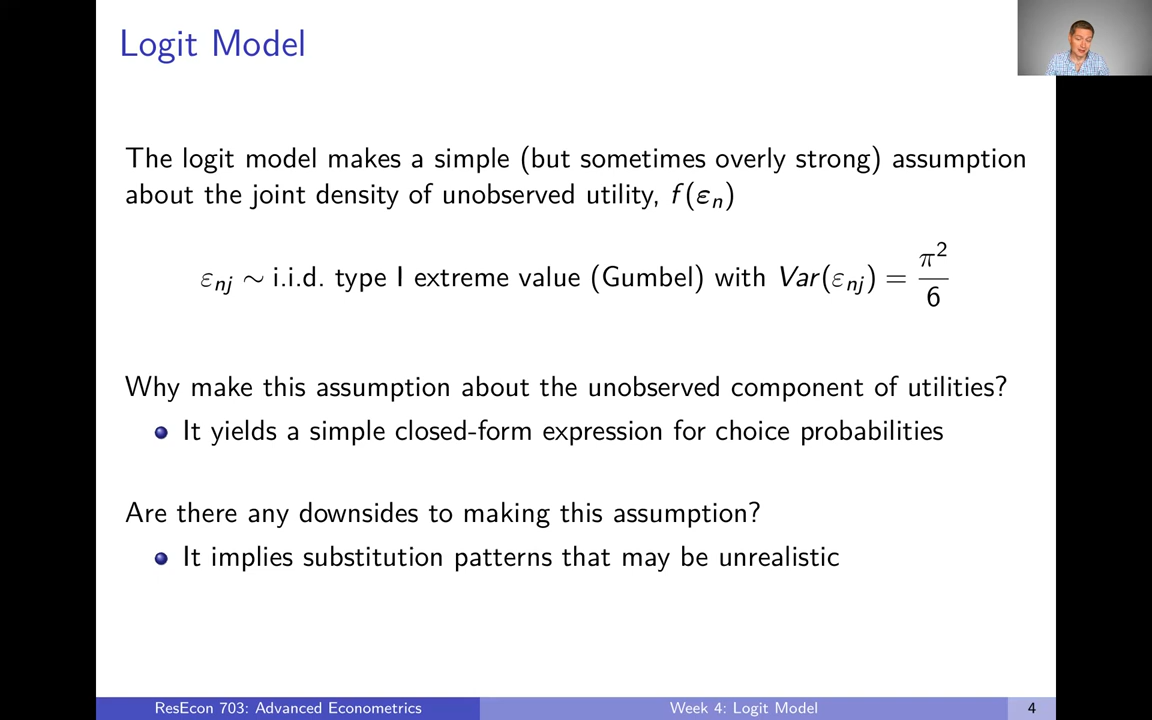 Logit Model
The logit model makes a simple (but sometimes overly strong) assumption
about the joint density of unobserved utility, f(εₙ)
εₙⱼ ∼ i.i.d. type I extreme value (Gumbel) with Var(εₙⱼ) = π²/6
Why make this assumption about the unobserved component of utilities?
It yields a simple closed-form expression for choice probabilities
Are there any downsides to making this assumption?
It implies substitution patterns that may be unrealistic
ResEcon 703: Advanced Econometrics
Week 4: Logit Model
4